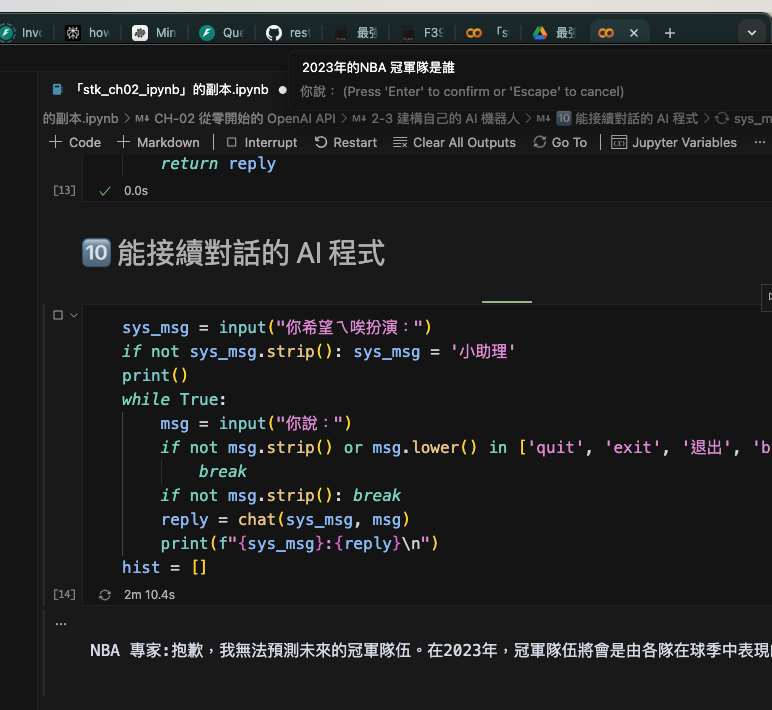 Inv
how
Min
Que
rest
最強
F3S
「s
最強
2023年的NBA 冠軍隊是誰
你說： (Press 'Enter' to confirm or 'Escape' to cancel)
「stk_ch02_ipynb」的副本.ipynb
的副本.ipynb > M↓ CH-02 從零開始的 OpenAI API > M↓ 2-3 建構自己的 AI 機器人 > M↓ 🔟 能接續對話的 AI 程式 > sys_m
+ Code + Markdown Interrupt Restart Clear All Outputs Go To Jupyter Variables ...
return reply
[13] ✓ 0.0s
🔟 能接續對話的 AI 程式
sys_msg = input("你希望ㄟ唉扮演：")
if not sys_msg.strip(): sys_msg = '小助理'
print()
while True:
msg = input("你說：")
if not msg.strip() or msg.lower() in ['quit', 'exit', '退出', 'b
break
if not msg.strip(): break
reply = chat(sys_msg, msg)
print(f"{sys_msg}:{reply}\n")
hist = []
[14] 2m 10.4s
...
NBA 專家:抱歉，我無法預測未來的冠軍隊伍。在2023年，冠軍隊伍將會是由各隊在球季中表現